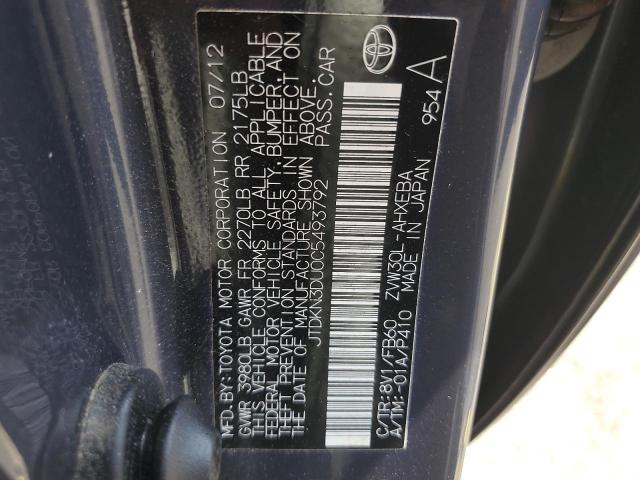 MFD.BY:TOYOTA MOTOR CORPORATION 07/12
GVWR 3980LB GAWR FR 2270LB RR 2175LB
THIS VEHICLE CONFORMS TO ALL APPLICABLE
FEDERAL MOTOR VEHICLE SAFETY, BUMPER, AND
THEFT PREVENTION STANDARDS IN EFFECT ON
THE DATE OF MANUFACTURE SHOWN ABOVE.
JTDKN3DU0C5493792 PASS. CAR
C/TR:8V1/FB60 ZVW30L-AHXEBA 954 A
A/TM:-01A/P410 MADE IN JAPAN